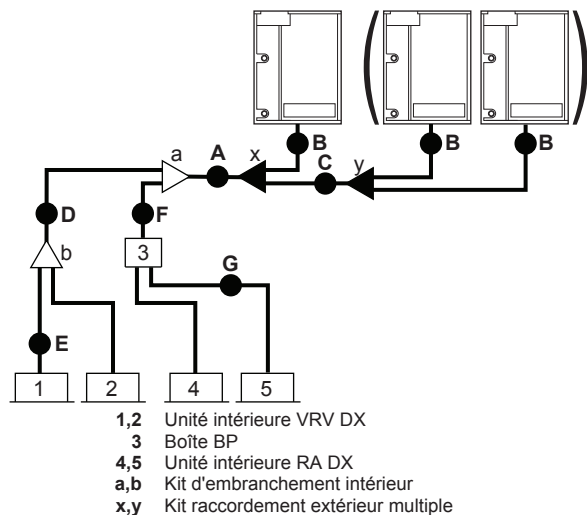 B
B
B
a
A
x
C
y
D
F
b
3
G
E
1
2
4
5
1,2 Unité intérieure VRV DX
3 Boîte BP
4,5 Unité intérieure RA DX
a,b Kit d'embranchement intérieur
x,y Kit raccordement extérieur multiple